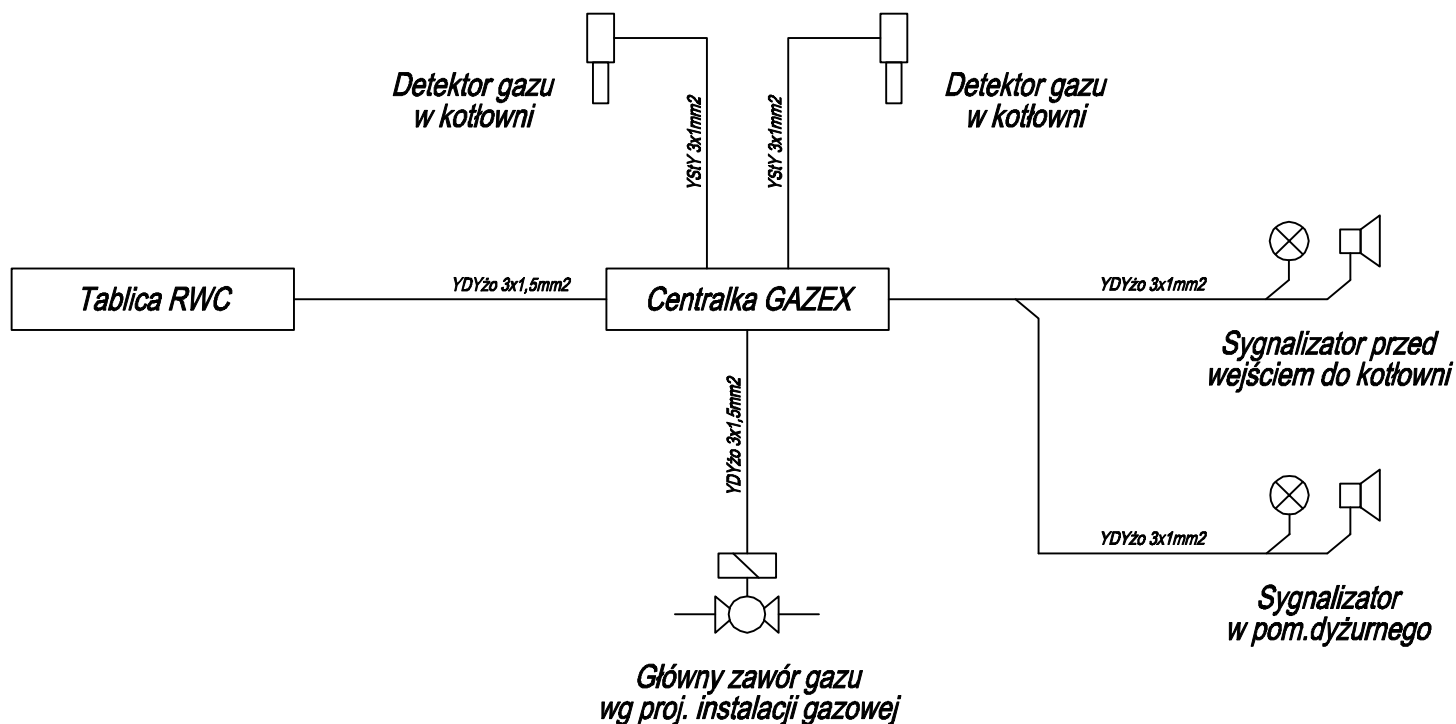 Detektor gazu
w kotłowni
Detektor gazu
w kotłowni
YStY 3x1mm2
YStY 3x1mm2
Tablica RWC
YDYżo 3x1,5mm2
Centralka GAZEX
YDYżo 3x1mm2
Sygnalizator przed
wejściem do kotłowni
YDYżo 3x1,5mm2
YDYżo 3x1mm2
Sygnalizator
w pom.dyżurnego
Główny zawór gazu
wg proj. instalacji gazowej